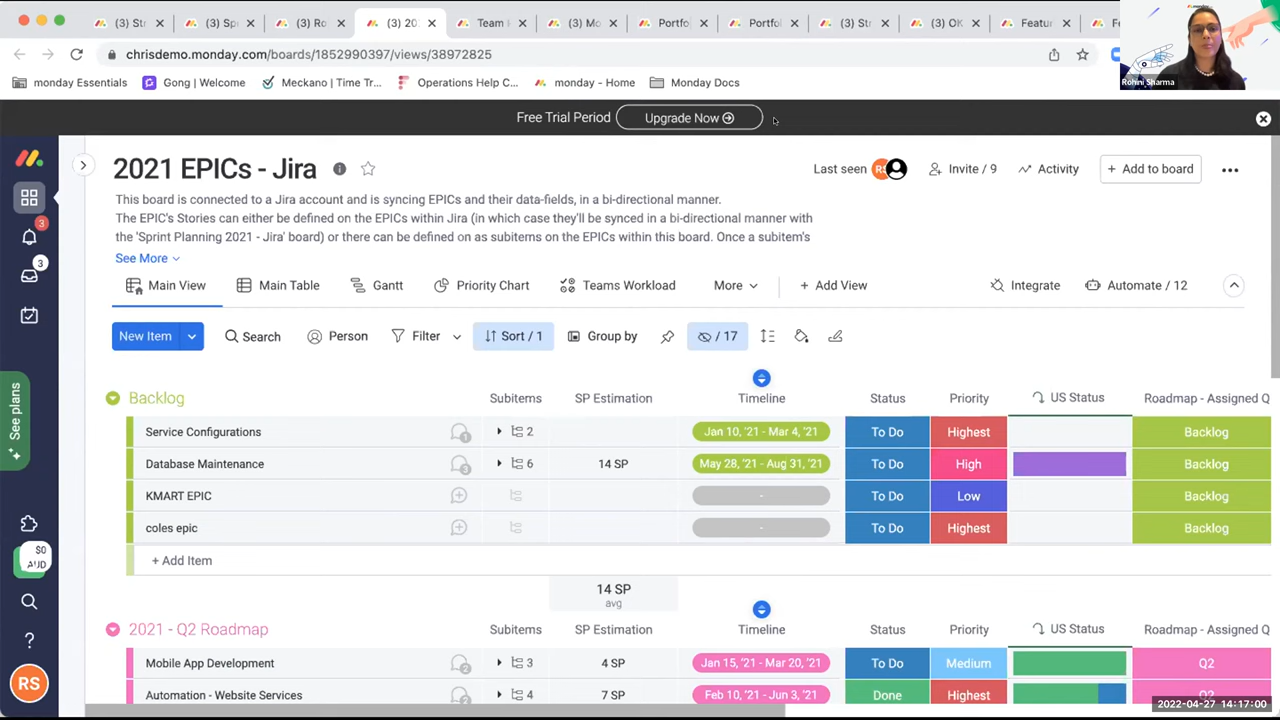 (3) St
(3) Sp
(3) Ro
(3) 20
Team
(3) Mo
Portfo
Portfol
(3) St
(3) OK
Featur
chrisdemo.monday.com/boards/1852990397/views/38972825
monday Essentials
Gong | Welcome
Meckano | Time Tr...
Operations Help C...
monday - Home
Monday Docs
Rohini Sharma
Free Trial Period
Upgrade Now
2021 EPICs - Jira
Last seen
RS
Invite / 9
Activity
+ Add to board
This board is connected to a Jira account and is syncing EPICs and their data-fields, in a bi-directional manner.
The EPIC's Stories can either be defined on the EPICs within Jira (in which case they'll be synced in a bi-directional manner with
the 'Sprint Planning 2021 - Jira' board) or there can be defined on as subitems on the EPICs within this board. Once a subitem's
See More
Main View
Main Table
Gantt
Priority Chart
Teams Workload
More
+ Add View
Integrate
Automate / 12
New Item
Search
Person
Filter
Sort / 1
Group by
/ 17
Backlog Subitems SP Estimation Timeline Status Priority US Status Roadmap - Assigned Q
Service Configurations 1 2 Jan 10, '21 - Mar 4, '21 To Do Highest Backlog
Database Maintenance 3 6 14 SP May 28, '21 - Aug 31, '21 To Do High Backlog
KMART EPIC - To Do Low Backlog
coles epic - To Do Highest Backlog
+ Add Item
14 SP
avg
2021 - Q2 Roadmap Subitems SP Estimation Timeline Status Priority US Status Roadmap - Assigned Q
Mobile App Development 2 3 4 SP Jan 15, '21 - Mar 20, '21 To Do Medium Q2
Automation - Website Services 2 4 7 SP Feb 10, '21 - Jun 3, '21 Done Highest Q2
3
3
See plans
$0
AUD
?
RS
2022-04-27 14:17:00